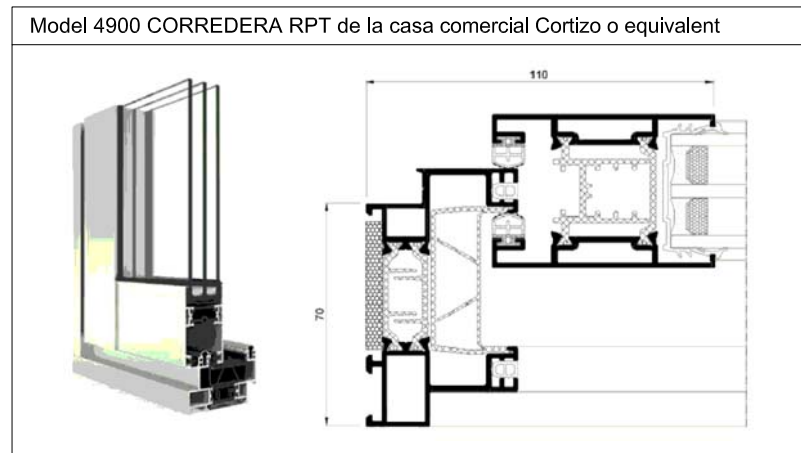 Model 4900 CORREDERA RPT de la casa comercial Cortizo o equivalent
110
70